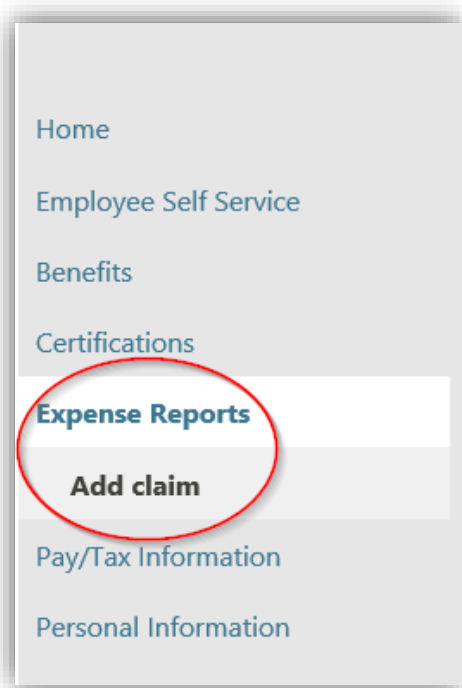 Home
Employee Self Service
Benefits
Certifications
Expense Reports
Add claim
Pay/Tax Information
Personal Information